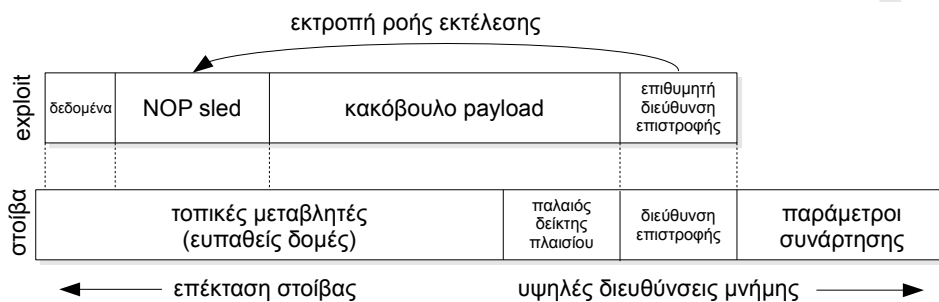 εκτροπή ροής εκτέλεσης
exploit
δεδομένα
NOP sled
κακόβουλο payload
επιθυμητή
διεύθυνση
επιστροφής
στοίβα
τοπικές μεταβλητές
(ευπαθείς δομές)
παλαιός
δείκτης
πλαισίου
διεύθυνση
επιστροφής
παράμετροι
συνάρτησης
επέκταση στοίβας
υψηλές διευθύνσεις μνήμης